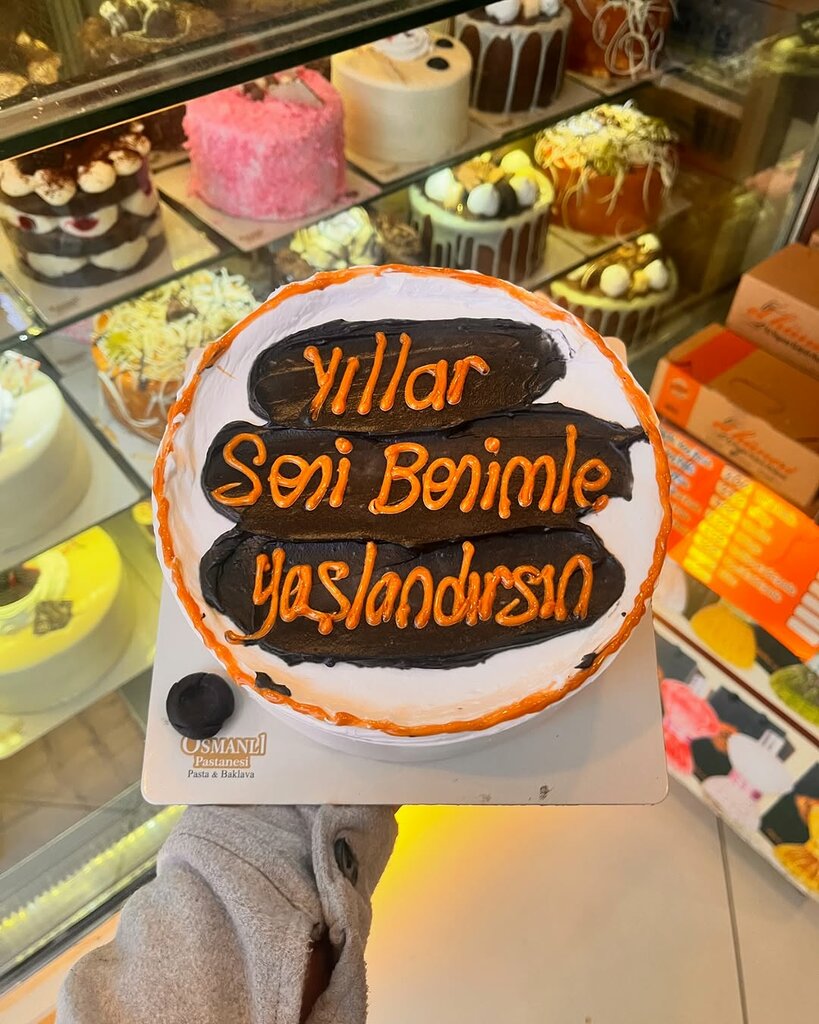 Yıllar
Seni Benimle
yaşlandırsın
OSMANLI
Pastanesi
Pasta & Baklava